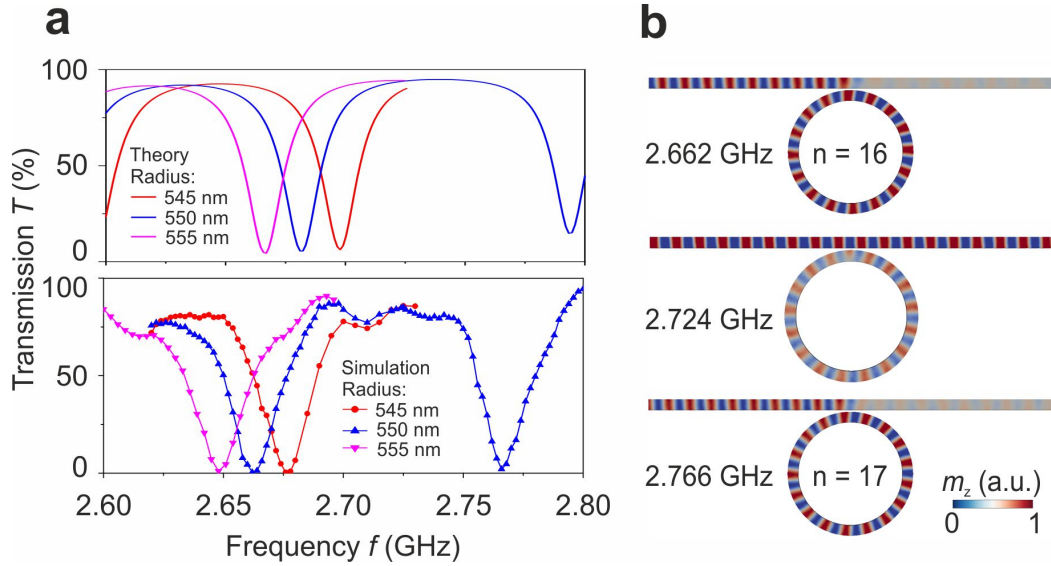 a
b
Transmission T (%)
100
50
0
Theory
Radius:
545 nm
550 nm
555 nm
100
50
0
Simulation
Radius:
545 nm
550 nm
555 nm
2.60
2.65
2.70
2.75
2.80
Frequency f (GHz)
2.662 GHz
n = 16
2.724 GHz
2.766 GHz
n = 17
mz (a.u.)
0
1